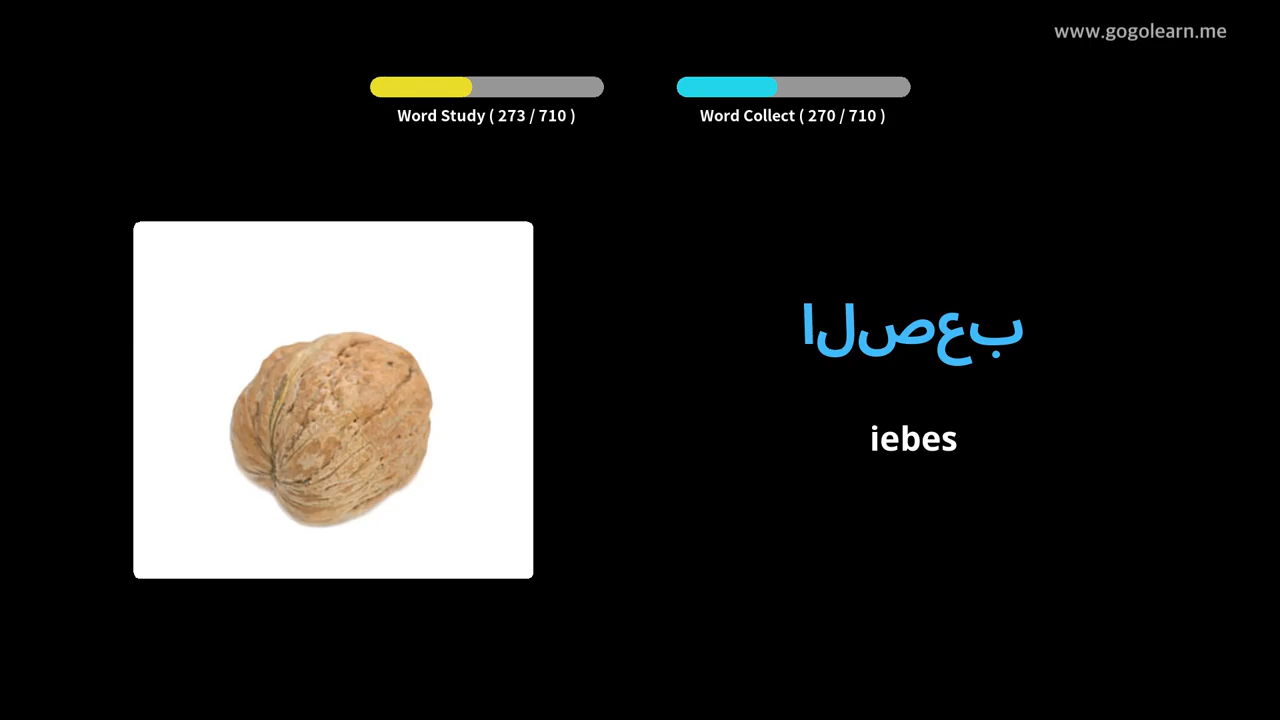 www.gogolearn.me
Word Study ( 273 / 710 )
Word Collect ( 270 / 710 )
الصعب
iebes